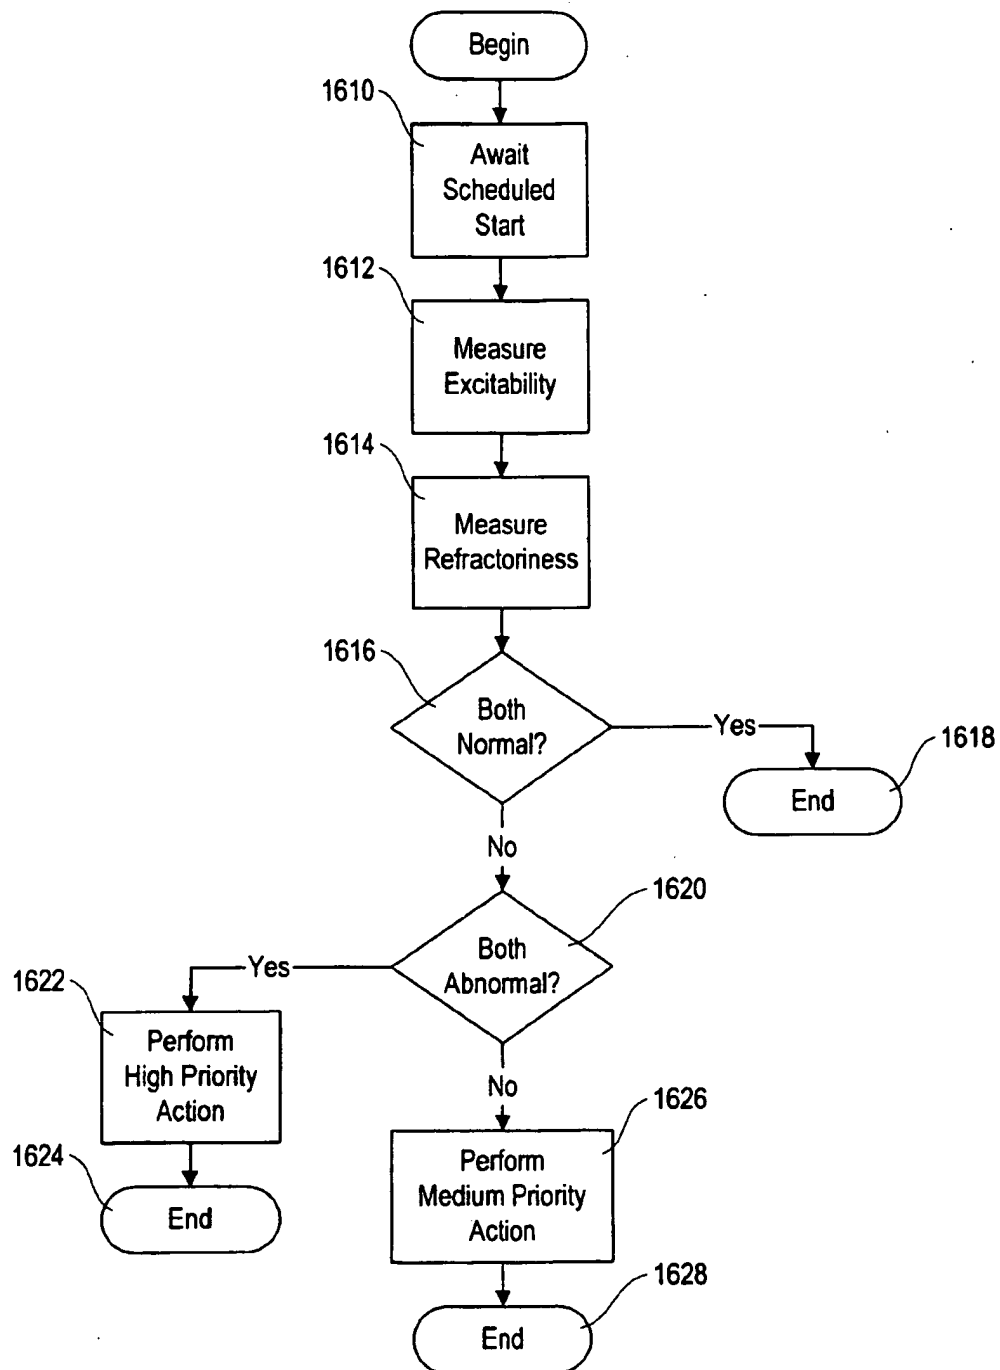 Begin
1610
Await
Scheduled
Start
1612
Measure
Excitability
1614
Measure
Refractoriness
1616
Both
Normal?
Yes
1618
End
No
1620
Both
Abnormal?
Yes
1622
Perform
High Priority
Action
No
1626
Perform
Medium Priority
Action
1624
End
1628
End